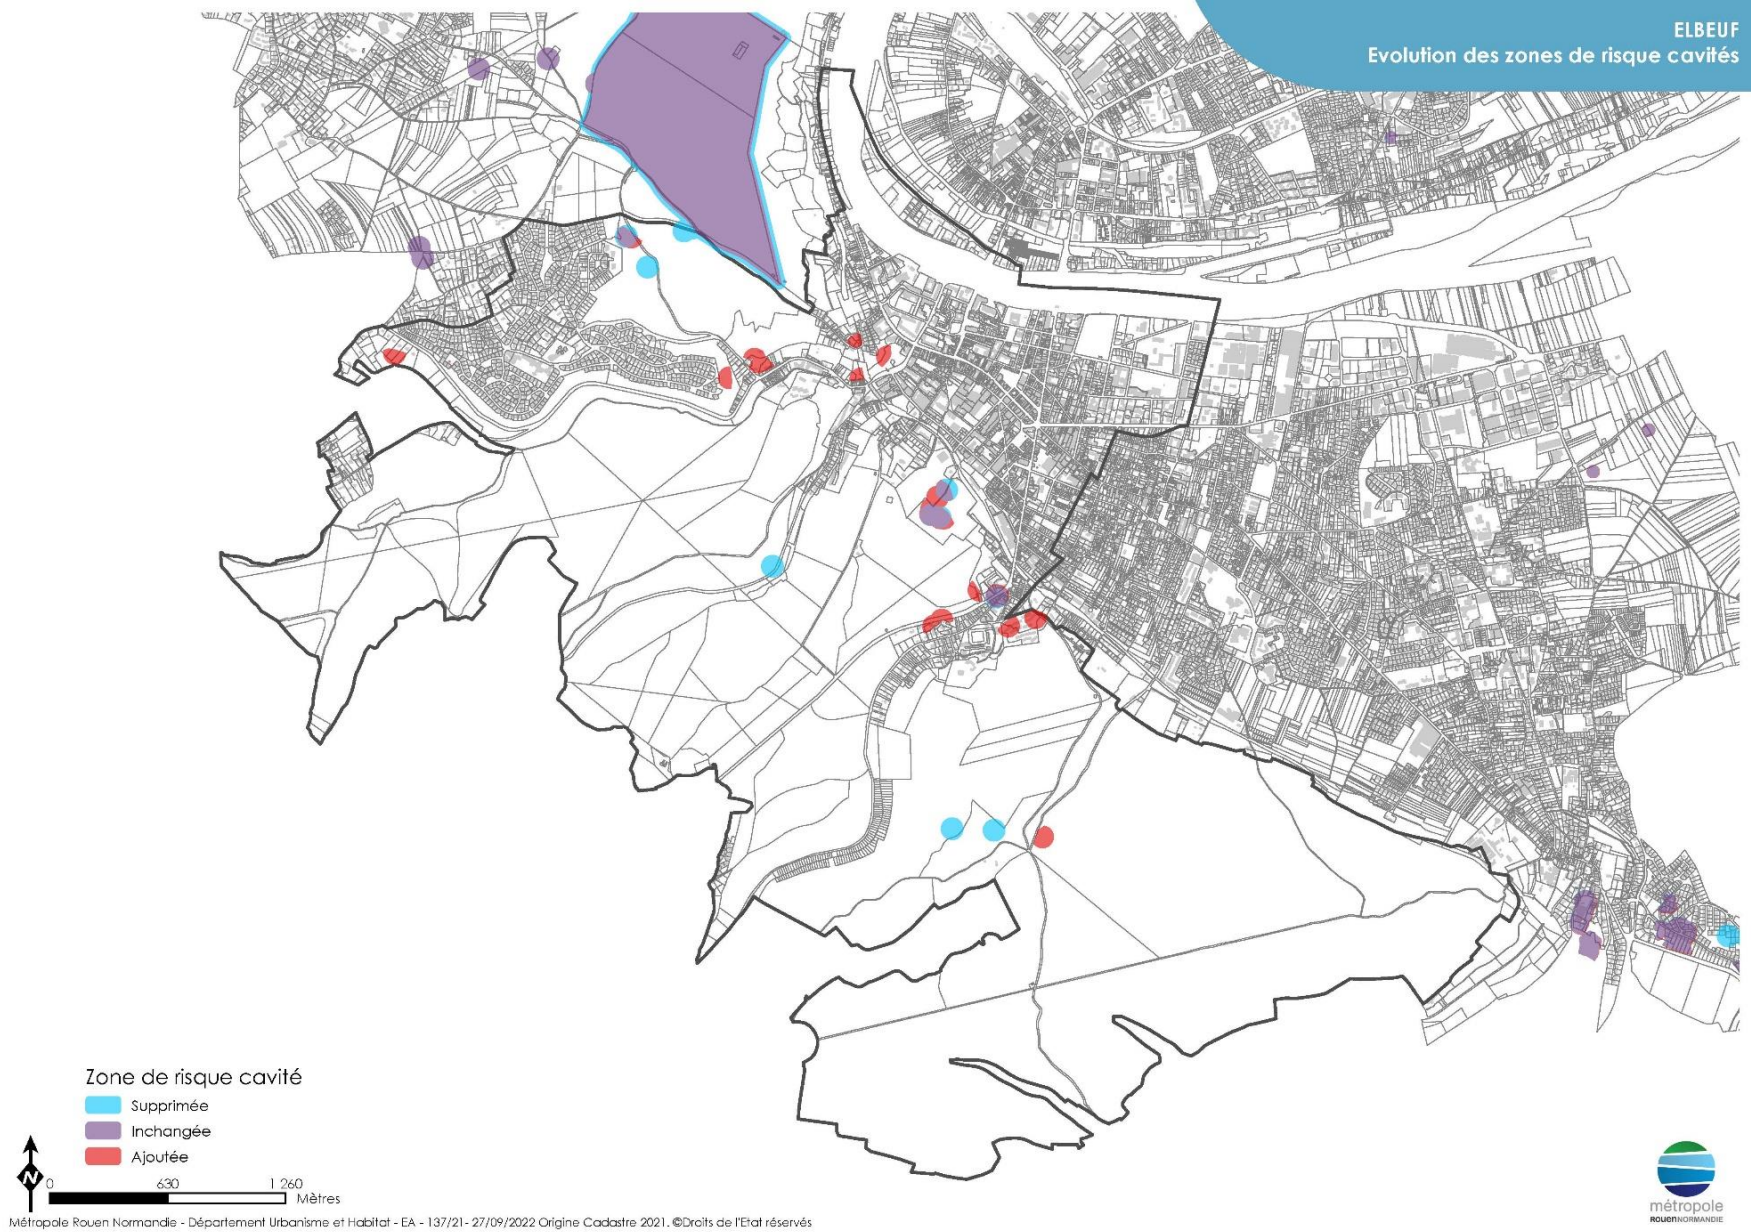 ELBEUF
Evolution des zones de risque cavités
Zone de risque cavité
Supprimée
Inchangée
Ajoutée
N
0 630 1 260
Mètres
métropole
ROUENNORMANDIE
Métropole Rouen Normandie - Département Urbanisme et Habitat - EA - 137/21- 27/09/2022 Origine Cadastre 2021. ©Droits de l'Etat réservés